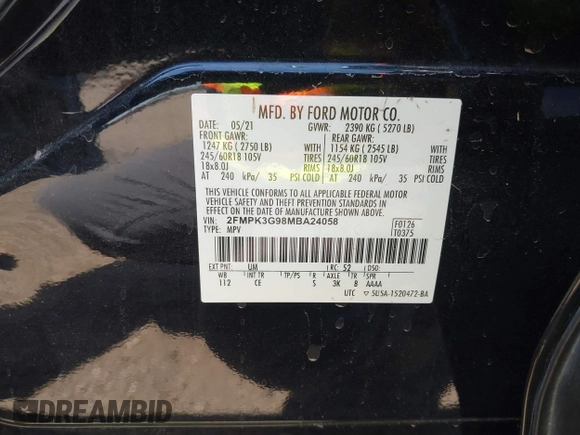 MFD. BY FORD MOTOR CO.
DATE: 05/21 GVWR: 2390 KG ( 5270 LB)
FRONT GAWR: REAR GAWR:
1247 KG ( 2750 LB) WITH 1154 KG ( 2545 LB) WITH
245/60R18 105V TIRES 245/60R18 105V TIRES
18x8.0J RIMS 18x8.0J RIMS
AT 240 kPa/ 35 PSI COLD AT 240 kPa/ 35 PSI COLD
THIS VEHICLE CONFORMS TO ALL APPLICABLE FEDERAL MOTOR
VEHICLE SAFETY AND THEFT PREVENTION STANDARDS IN
EFFECT ON THE DATE OF MANUFACTURE SHOWN ABOVE.
VIN: 2FMPK3G98MBA24058 F0126
TYPE: MPV T0375
EXT PNT: UM RC: 52 DSO:
WB INT TR TP/PS R AXLE TR SPR
112 CE 5 3K 8 AAAA
UTC ▽ 5USA-1520472-BA
DREAMBID